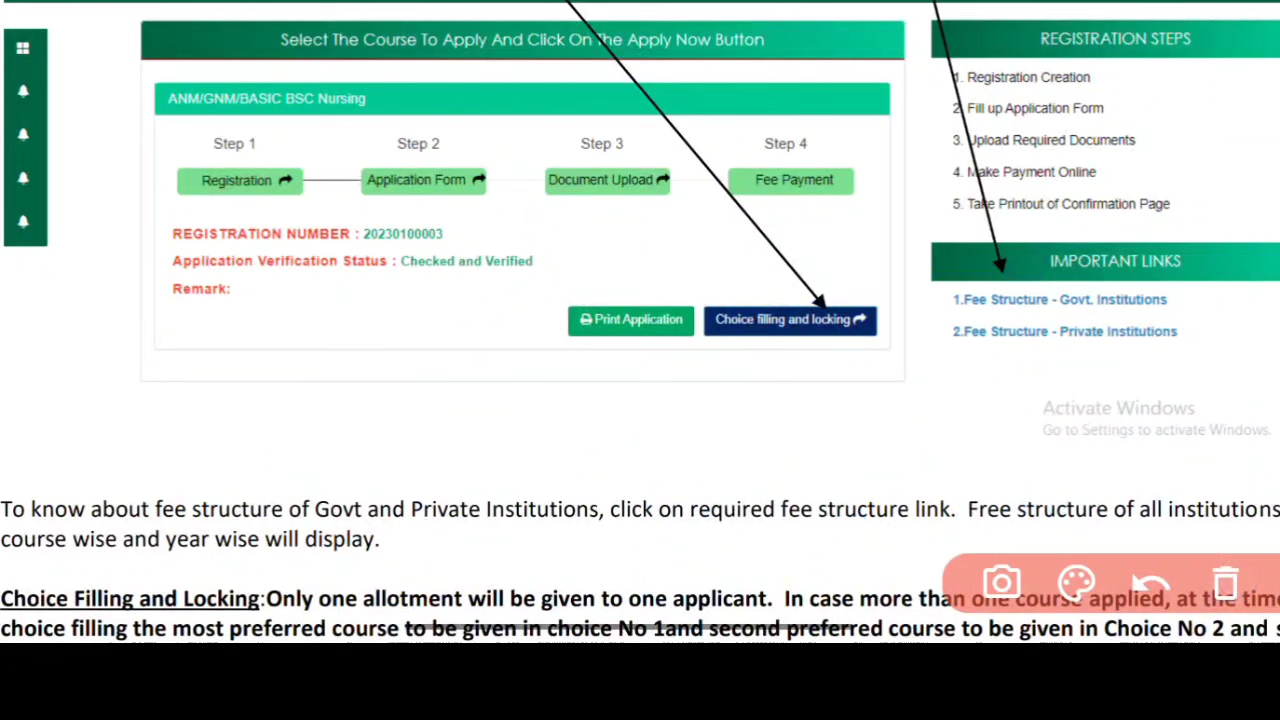 Select The Course To Apply And Click On The Apply Now Button
ANM/GNM/BASIC BSC Nursing
Step 1 Step 2 Step 3 Step 4
Registration Application Form Document Upload Fee Payment
REGISTRATION NUMBER : 20230100003
Application Verification Status : Checked and Verified
Remark:
Print Application Choice filling and locking
REGISTRATION STEPS
1. Registration Creation
2. Fill up Application Form
3. Upload Required Documents
4. Make Payment Online
5. Take Printout of Confirmation Page
IMPORTANT LINKS
1.Fee Structure - Govt. Institutions
2.Fee Structure - Private Institutions
Activate Windows
Go to Settings to activate Windows.
To know about fee structure of Govt and Private Institutions, click on required fee structure link. Free structure of all institutions
course wise and year wise will display.
Choice Filling and Locking:Only one allotment will be given to one applicant. In case more than one course applied, at the time
choice filling the most preferred course to be given in choice No 1and second preferred course to be given in Choice No 2 and s